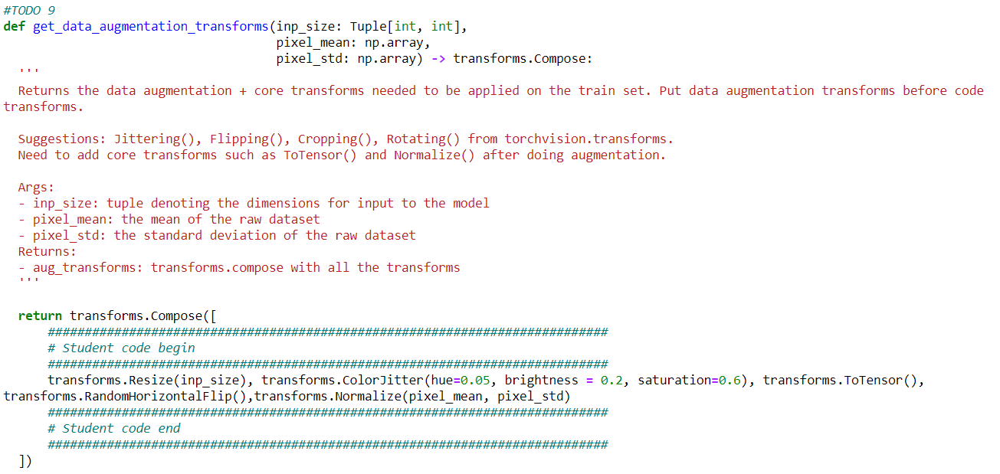 #TODO 9
def get_data_augmentation_transforms(inp_size: Tuple[int, int],
                                     pixel_mean: np.array,
                                     pixel_std: np.array) -> transforms.Compose:
  '''
  Returns the data augmentation + core transforms needed to be applied on the train set. Put data augmentation transforms before code
transforms.

  Suggestions: Jittering(), Flipping(), Cropping(), Rotating() from torchvision.transforms.
  Need to add core transforms such as ToTensor() and Normalize() after doing augmentation.

  Args:
  - inp_size: tuple denoting the dimensions for input to the model
  - pixel_mean: the mean of the raw dataset
  - pixel_std: the standard deviation of the raw dataset
  Returns:
  - aug_transforms: transforms.compose with all the transforms
  '''

  return transforms.Compose([
      ############################################################################
      # Student code begin
      ############################################################################
      transforms.Resize(inp_size), transforms.ColorJitter(hue=0.05, brightness = 0.2, saturation=0.6), transforms.ToTensor(),
transforms.RandomHorizontalFlip(),transforms.Normalize(pixel_mean, pixel_std)
      ############################################################################
      # Student code end
      ############################################################################
  ])